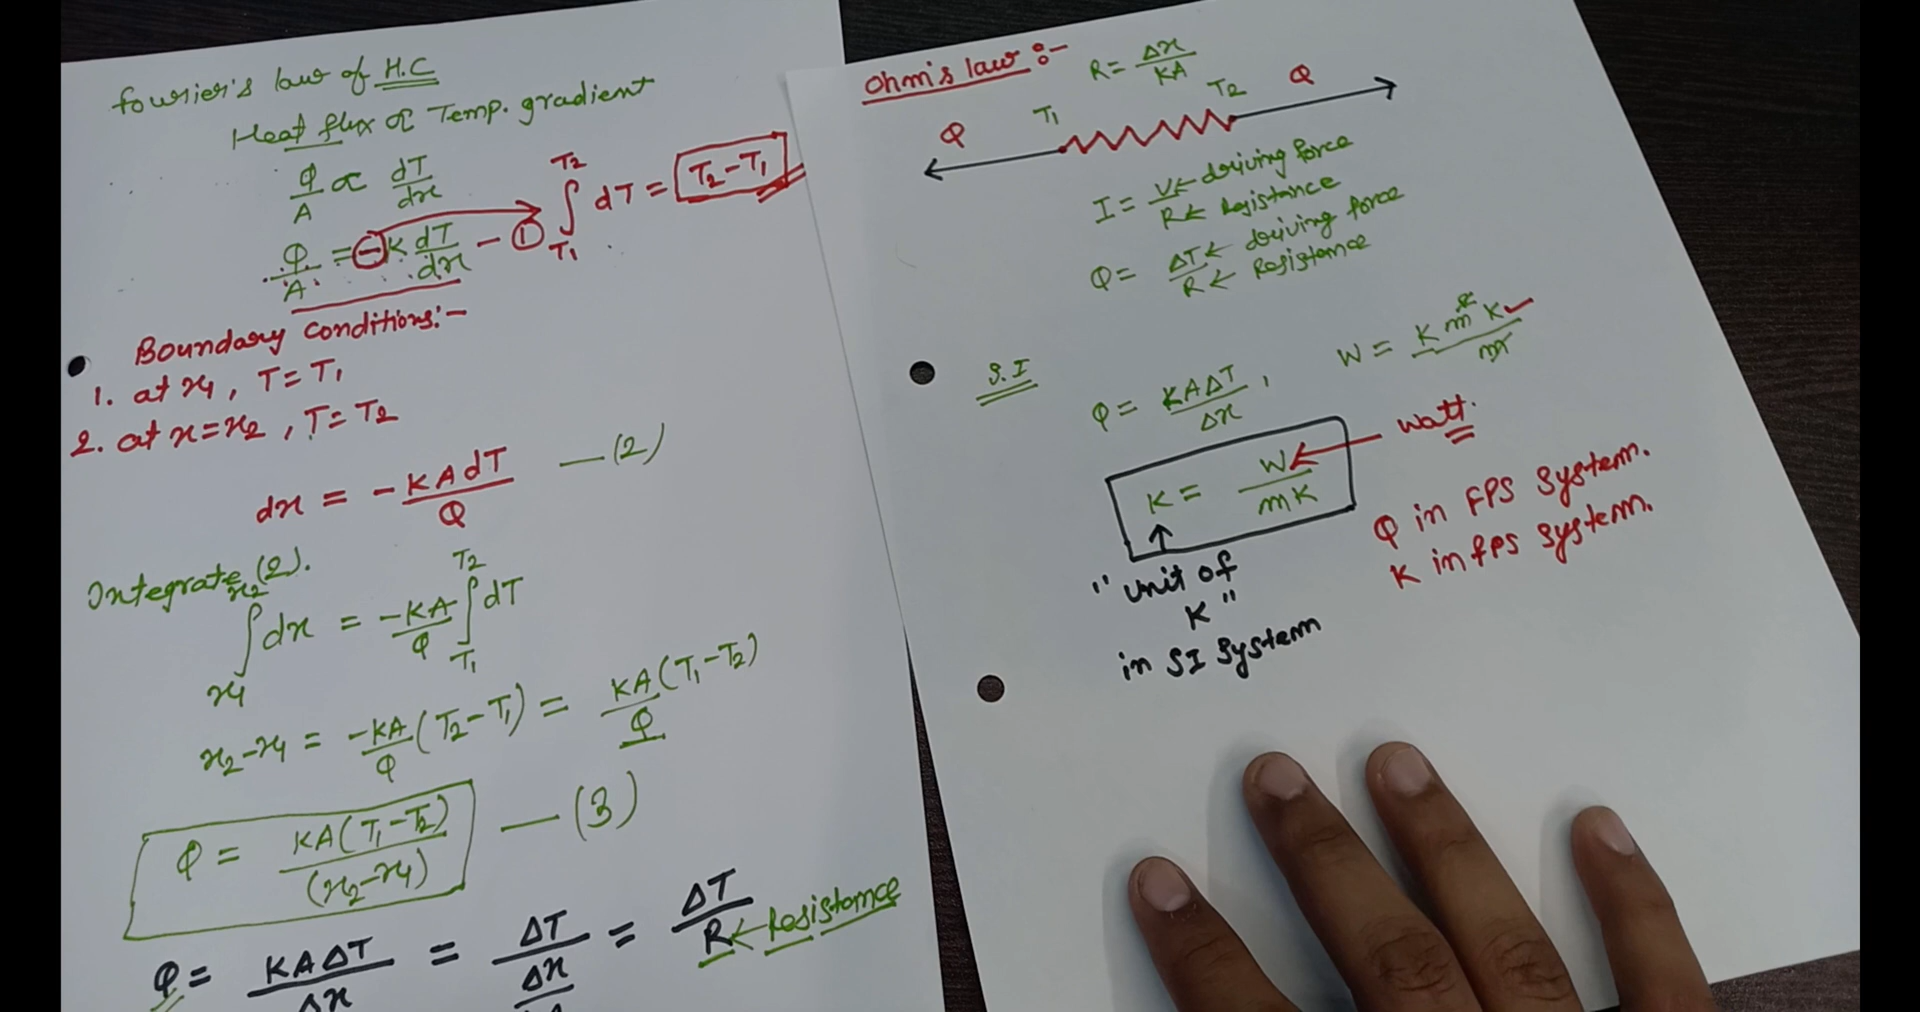 Fourier's law of H.C
Heat flux ∝ Temp. gradient
Q/A ∝ dT/dx
Q/A = -K dT/dx - ① ∫_{T1}^{T2} dT = T2-T1
Boundary conditions:-
1. at x1, T=T1
2. at x=x2, T=T2
dx = -KAdT/Q —(2)
Integrate (2).
∫_{x1}^{x2} dx = -KA/Q ∫_{T1}^{T2} dT
x2-x1 = -KA/Q (T2-T1) = KA(T1-T2)/Q
Q = KA(T1-T2)/(x2-x1) —(3)
Q = KAΔT/Δx = ΔT/(Δx/KA) = ΔT/R ← Resistance
Ohm's law :- R = Δx/KA
Q T1 T2 Q
I = V ← driving force
R ← Resistance
Q = ΔT ← driving force
R ← Resistance
S.I
Q = KAΔT/Δx, W = K m² K/m
K = W/mK ← Watt.
"unit of
K"
in SI System
Q in FPS System.
K in fps system.